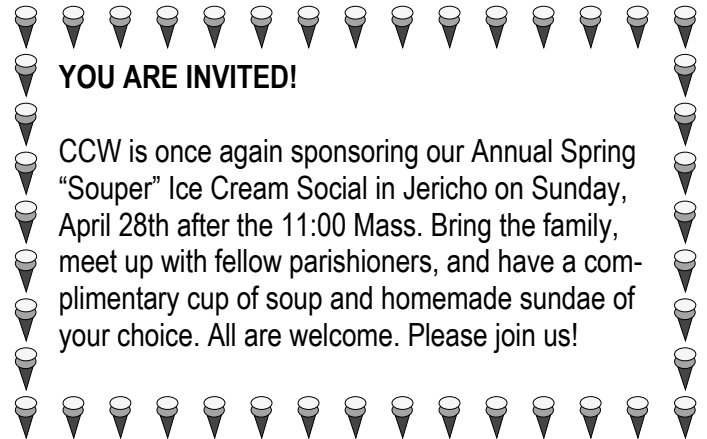 YOU ARE INVITED!
CCW is once again sponsoring our Annual Spring
“Souper” Ice Cream Social in Jericho on Sunday,
April 28th after the 11:00 Mass. Bring the family,
meet up with fellow parishioners, and have a com-
plimentary cup of soup and homemade sundae of
your choice. All are welcome. Please join us!